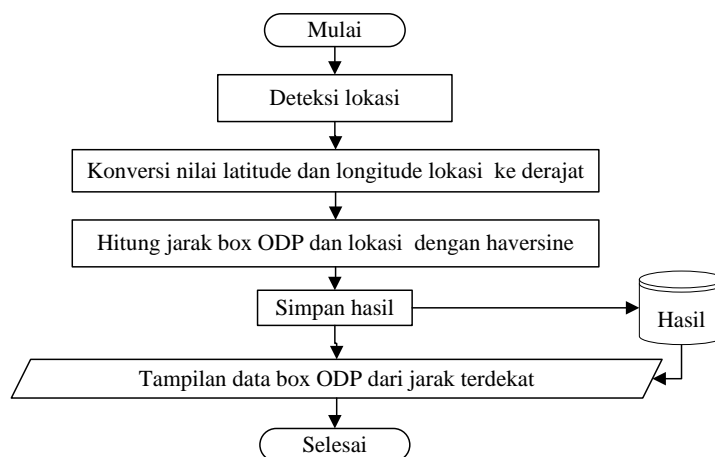 Mulai
Deteksi lokasi
Konversi nilai latitude dan longitude lokasi ke derajat
Hitung jarak box ODP dan lokasi dengan haversine
Simpan hasil
Hasil
Tampilan data box ODP dari jarak terdekat
Selesai